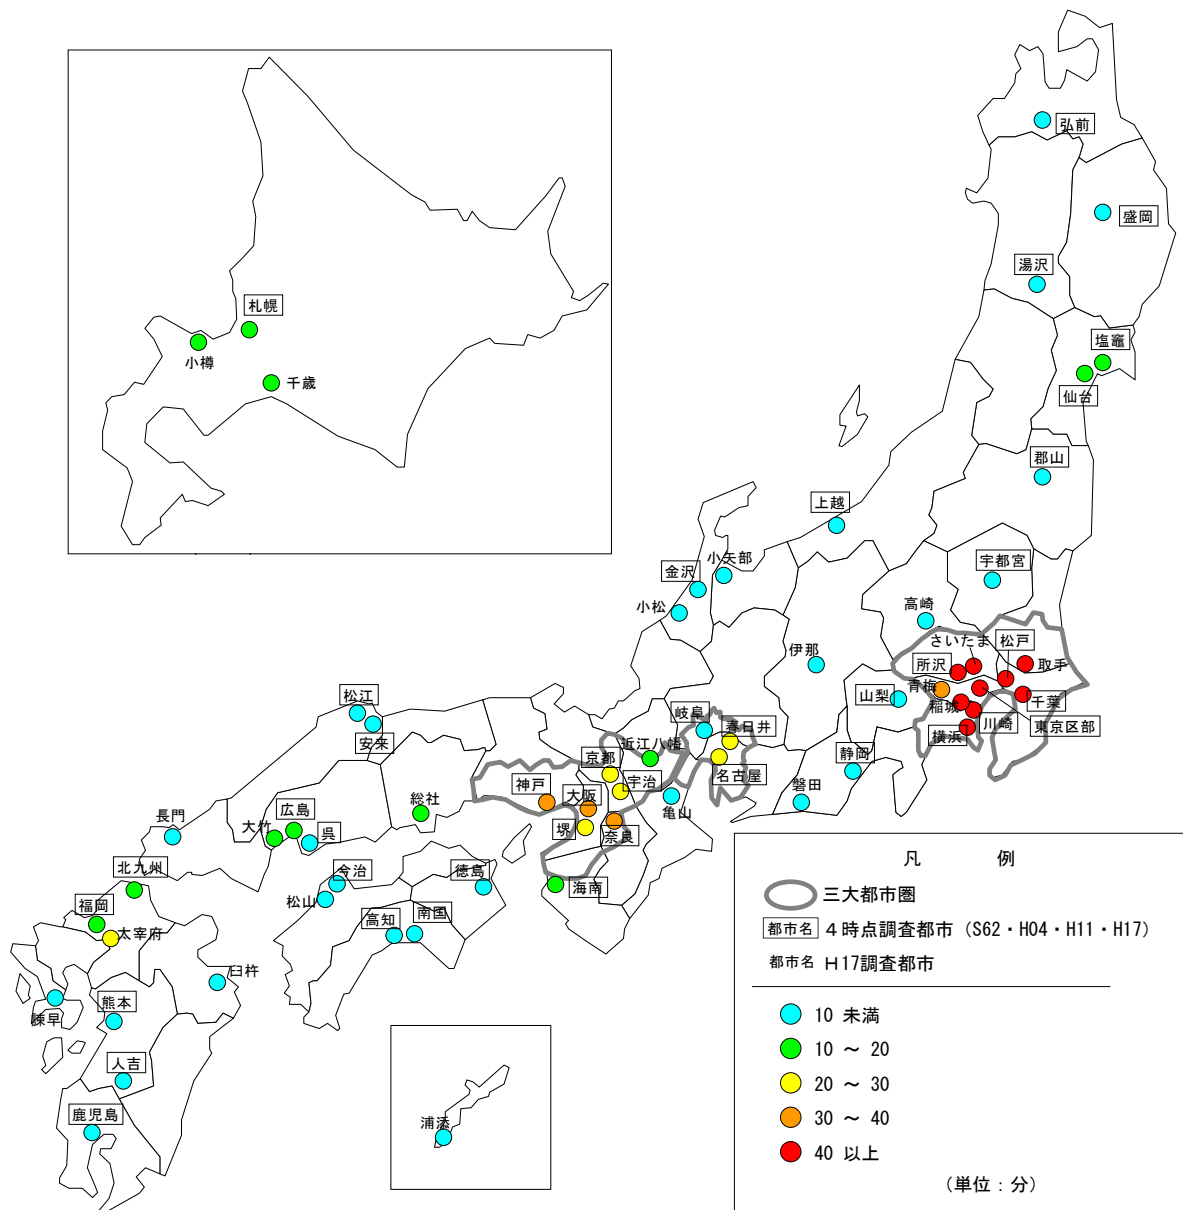 弘前
盛岡
湯沢
札幌
小樽
千歳
塩竈
仙台
郡山
上越
小矢部
金沢
宇都宮
小松
高崎
さいたま
松戸
伊那
所沢
取手
青梅
山梨
稲城
千葉
川崎
東京区部
横浜
松江
安来
岐阜
春日井
近江八幡
京都
名古屋
静岡
宇治
神戸
大阪
磐田
亀山
総社
広島
長門
大竹
呉
堺
奈良
北九州
今治
徳島
海南
松山
福岡
太宰府
高知
南国
臼杵
諫早
熊本
人吉
鹿児島
浦添
凡 例
三大都市圏
都市名 4時点調査都市（S62・H04・H11・H17）
都市名 H17調査都市
10 未満
10 ～ 20
20 ～ 30
30 ～ 40
40 以上
（単位：分）